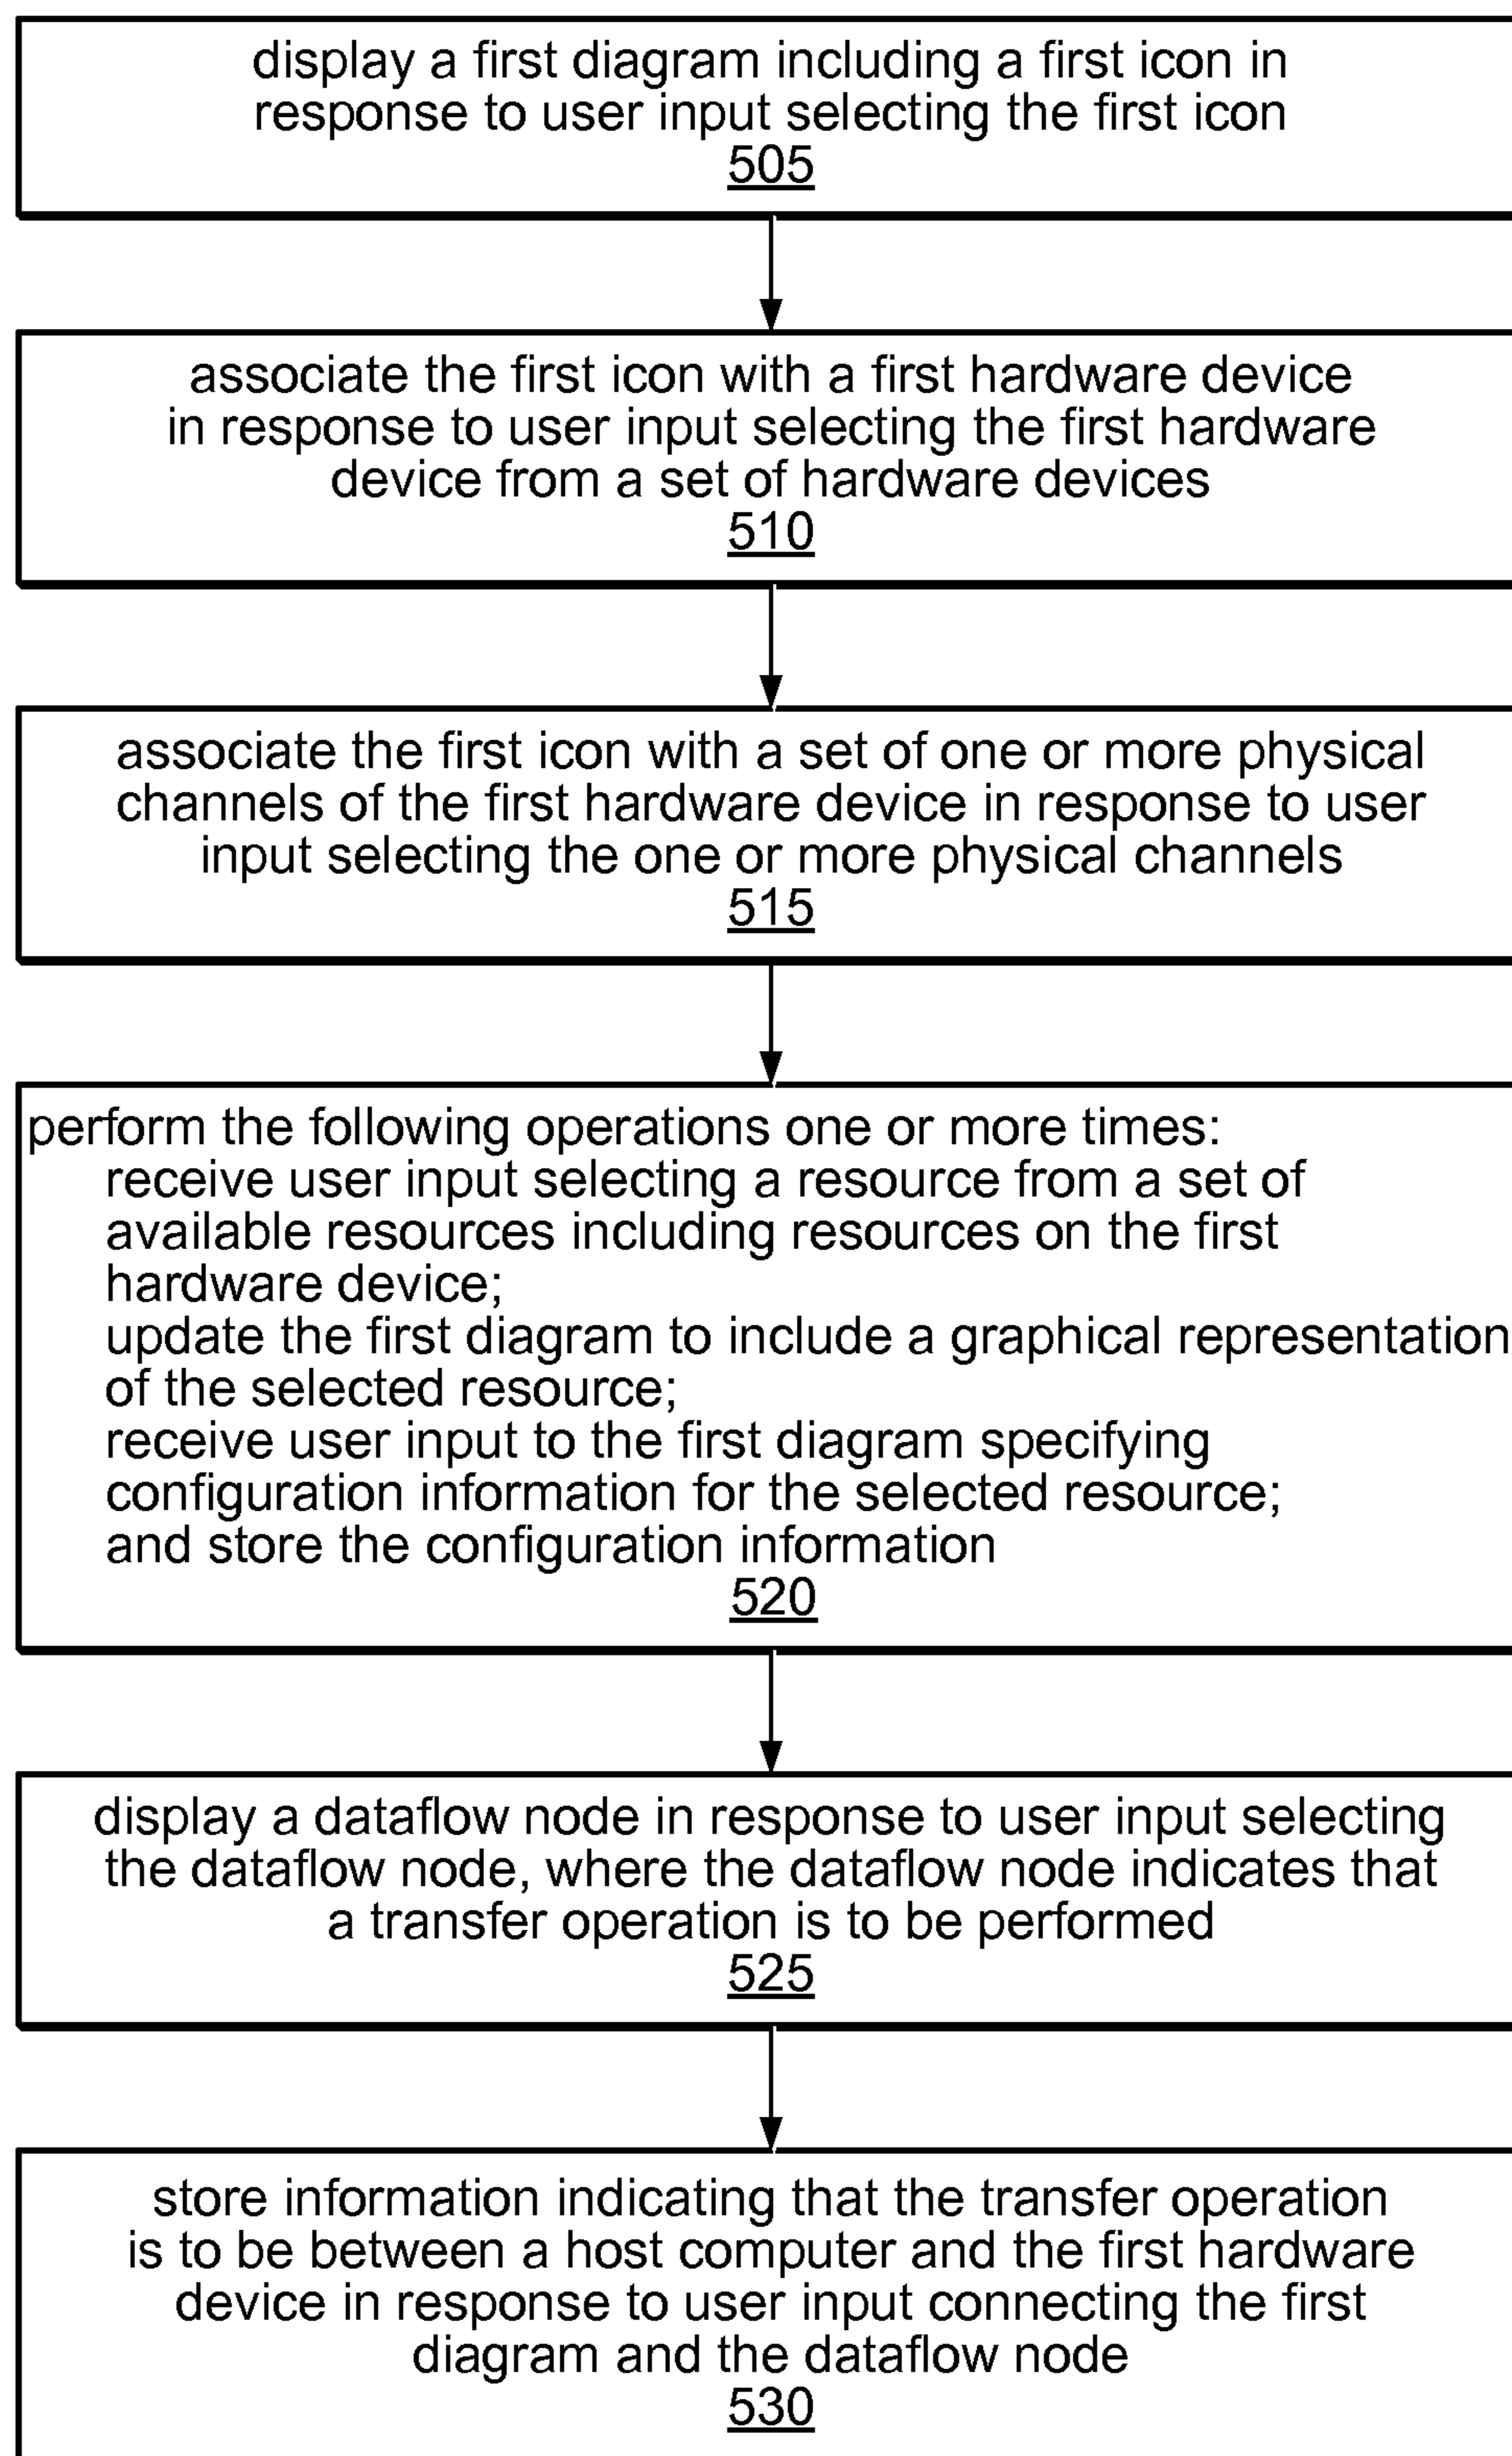 display a first diagram including a first icon in
response to user input selecting the first icon
505
associate the first icon with a first hardware device
in response to user input selecting the first hardware
device from a set of hardware devices
510
associate the first icon with a set of one or more physical
channels of the first hardware device in response to user
input selecting the one or more physical channels
515
perform the following operations one or more times:
receive user input selecting a resource from a set of
available resources including resources on the first
hardware device;
update the first diagram to include a graphical representation
of the selected resource;
receive user input to the first diagram specifying
configuration information for the selected resource;
and store the configuration information
520
display a dataflow node in response to user input selecting
the dataflow node, where the dataflow node indicates that
a transfer operation is to be performed
525
store information indicating that the transfer operation
is to be between a host computer and the first hardware
device in response to user input connecting the first
diagram and the dataflow node
530